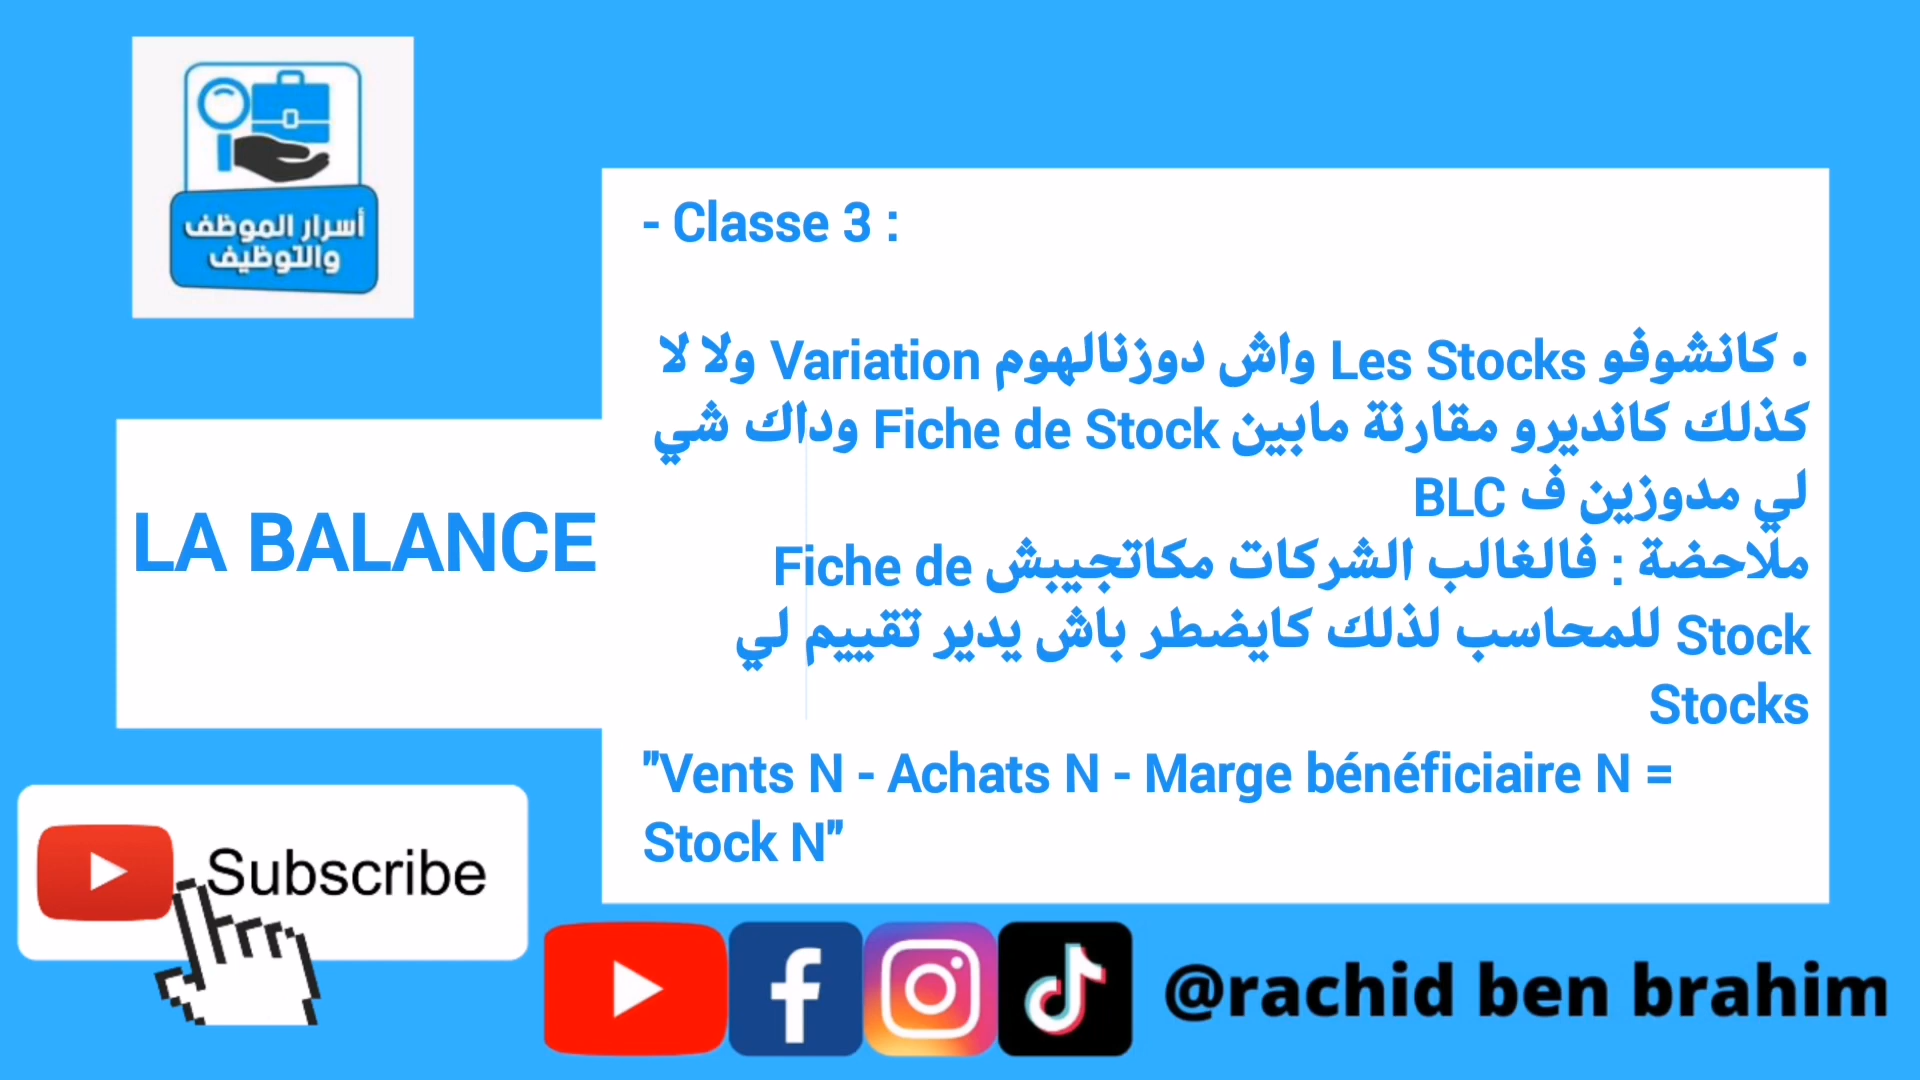 أسرار الموظف
والتوظيف
- Classe 3 :
• كانشوفو Les Stocks واش دوزنالهوم Variation ولا لا
كذلك كانديرو مقارنة مابين Fiche de Stock وداك شي
لي مدوزين ف BLC
ملاحضة : فالغالب الشركات مكاتجيبش Fiche de
Stock للمحاسب لذلك كايضطر باش يدير تقييم لي
Stocks
"Vents N - Achats N - Marge bénéficiaire N =
Stock N"
LA BALANCE
Subscribe
@rachid ben brahim